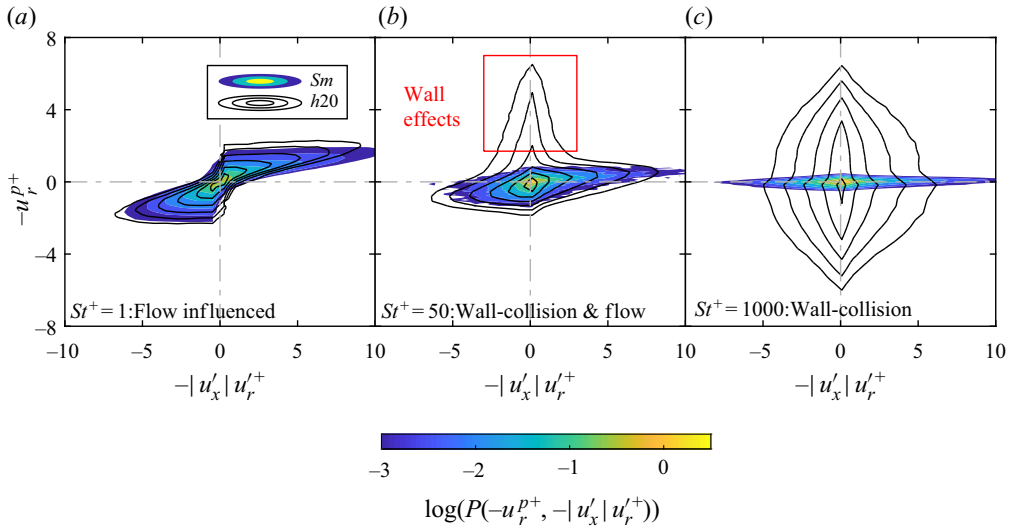 (a) (b) (c)
8
4
0
−4
−8
−u_r^{p+}
Sm
h20
Wall
effects
St^+ = 1:Flow influenced
St^+ = 50:Wall-collision & flow
St^+ = 1000:Wall-collision
−10 −5 0 5 10 −5 0 5 10 −5 0 5 10
−| u′_x | u′_r^+ −| u′_x | u′_r^+ −| u′_x | u′_r^+
−3 −2 −1 0
log(P(−u_r^{p+}, −| u′_x | u′_r^+))